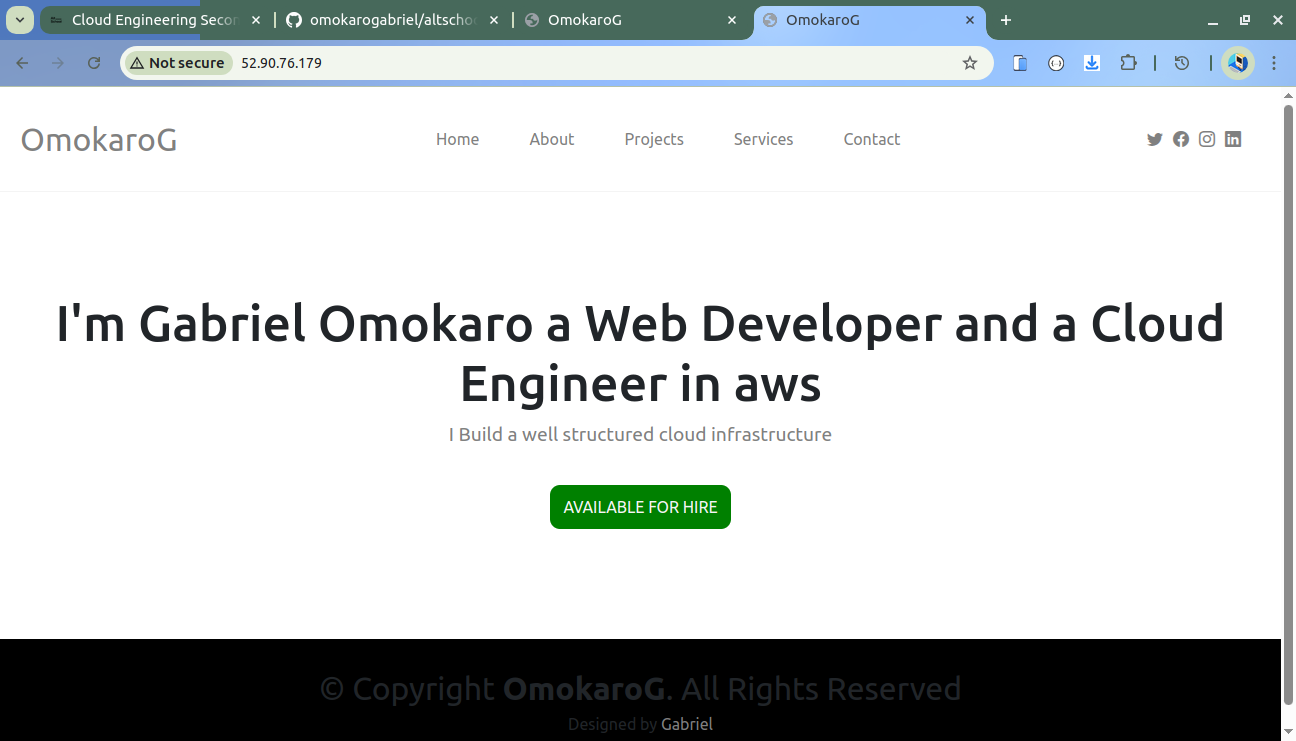 Cloud Engineering Secon
omokarogabriel/altschoo
OmokaroG
OmokaroG
Not secure 52.90.76.179
OmokaroG
Home About Projects Services Contact
I'm Gabriel Omokaro a Web Developer and a Cloud
Engineer in aws
I Build a well structured cloud infrastructure
AVAILABLE FOR HIRE
© Copyright OmokaroG. All Rights Reserved
Designed by Gabriel